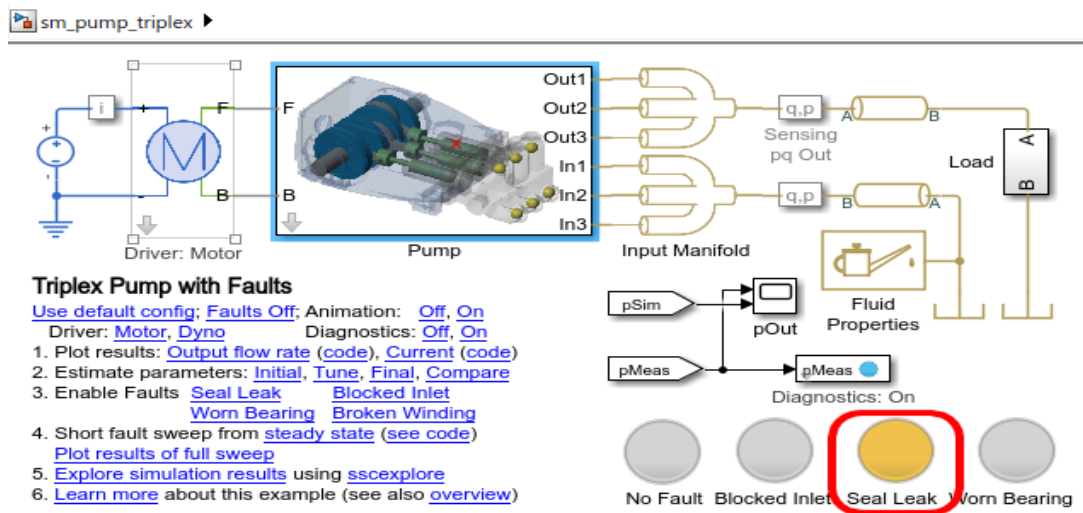 sm_pump_triplex
i
+
-
M
F
B
Driver: Motor
F
B
Out1
Out2
Out3
In1
In2
In3
Pump
Input Manifold
q,p
Sensing
pq Out
q,p
A
B
B
A
Load
A
B
Fluid
Properties
Triplex Pump with Faults
Use default config; Faults Off; Animation: Off, On
Driver: Motor, Dyno Diagnostics: Off, On
1. Plot results: Output flow rate (code), Current (code)
2. Estimate parameters: Initial, Tune, Final, Compare
3. Enable Faults Seal Leak Blocked Inlet
Worn Bearing Broken Winding
4. Short fault sweep from steady state (see code)
Plot results of full sweep
5. Explore simulation results using sscexplore
6. Learn more about this example (see also overview)
pSim
pOut
pMeas
pMeas
Diagnostics: On
No Fault Blocked Inlet Seal Leak Worn Bearing